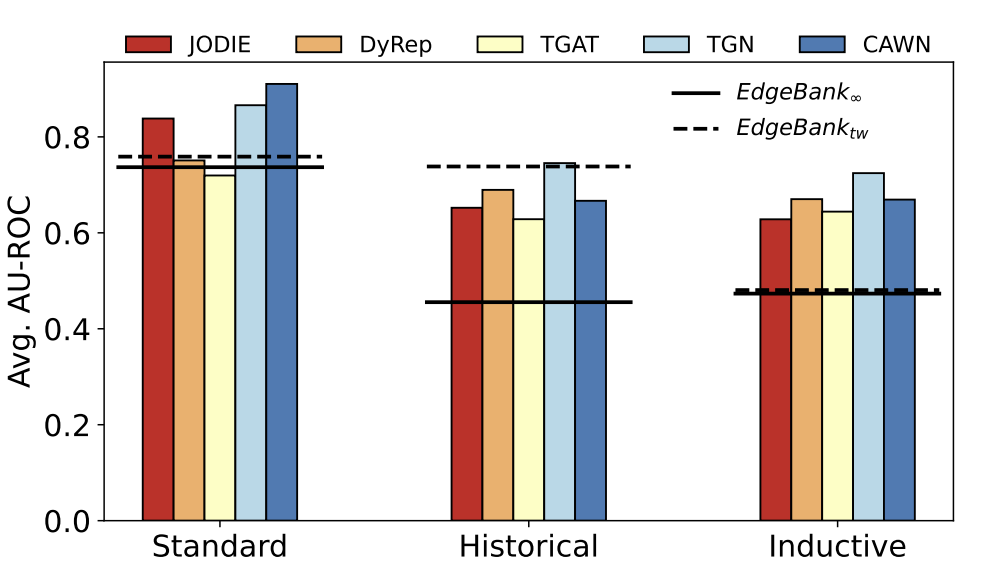 JODIE DyRep TGAT TGN CAWN
EdgeBank∞
EdgeBanktw
Avg. AU-ROC
0.8
0.6
0.4
0.2
0.0
Standard Historical Inductive